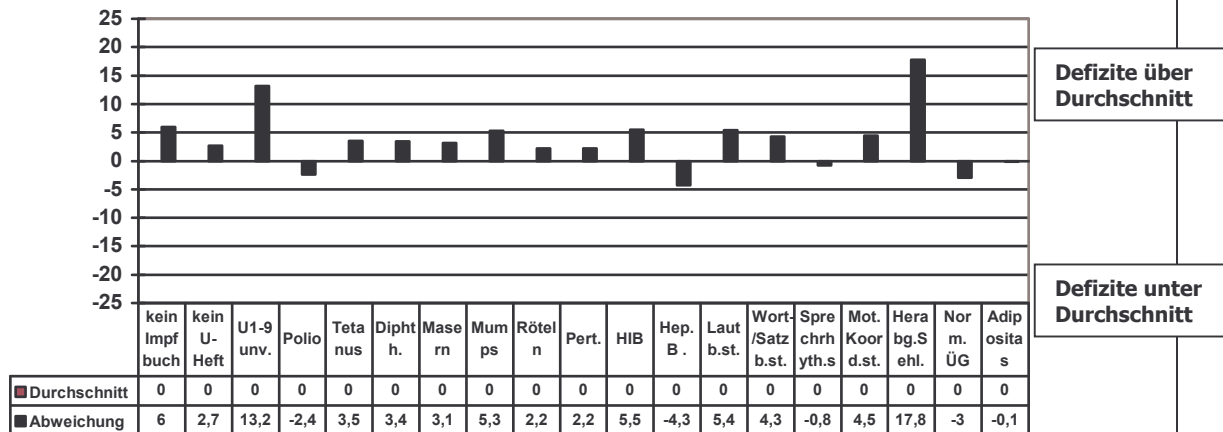 25
20
15
10
5
0
-5
-10
-15
-20
-25
Defizite über
Durchschnitt
Defizite unter
Durchschnitt
kein Impf buch kein U- Heft U1-9 unv. Polio Teta nus Dipht h. Mase rn Mum ps Rötel n Pert. HIB Hep. B . Laut b.st. Wort- /Satz b.st. Spre chrh yth.s Mot. Koor d.st. Hera bg.S ehl. Nor m. ÜG Adip osita s
Durchschnitt 0 0 0 0 0 0 0 0 0 0 0 0 0 0 0 0 0 0 0
Abweichung 6 2,7 13,2 -2,4 3,5 3,4 3,1 5,3 2,2 2,2 5,5 -4,3 5,4 4,3 -0,8 4,5 17,8 -3 -0,1